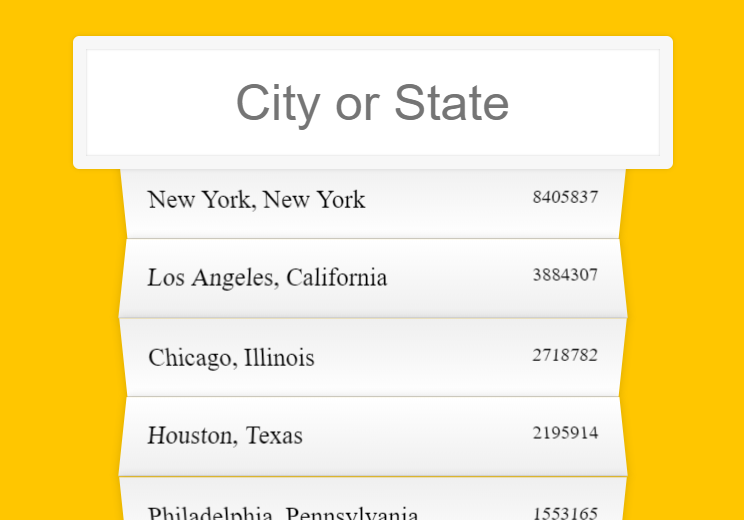 City or State
New York, New York 8405837
Los Angeles, California 3884307
Chicago, Illinois 2718782
Houston, Texas 2195914
Philadelphia, Pennsylvania 1553165